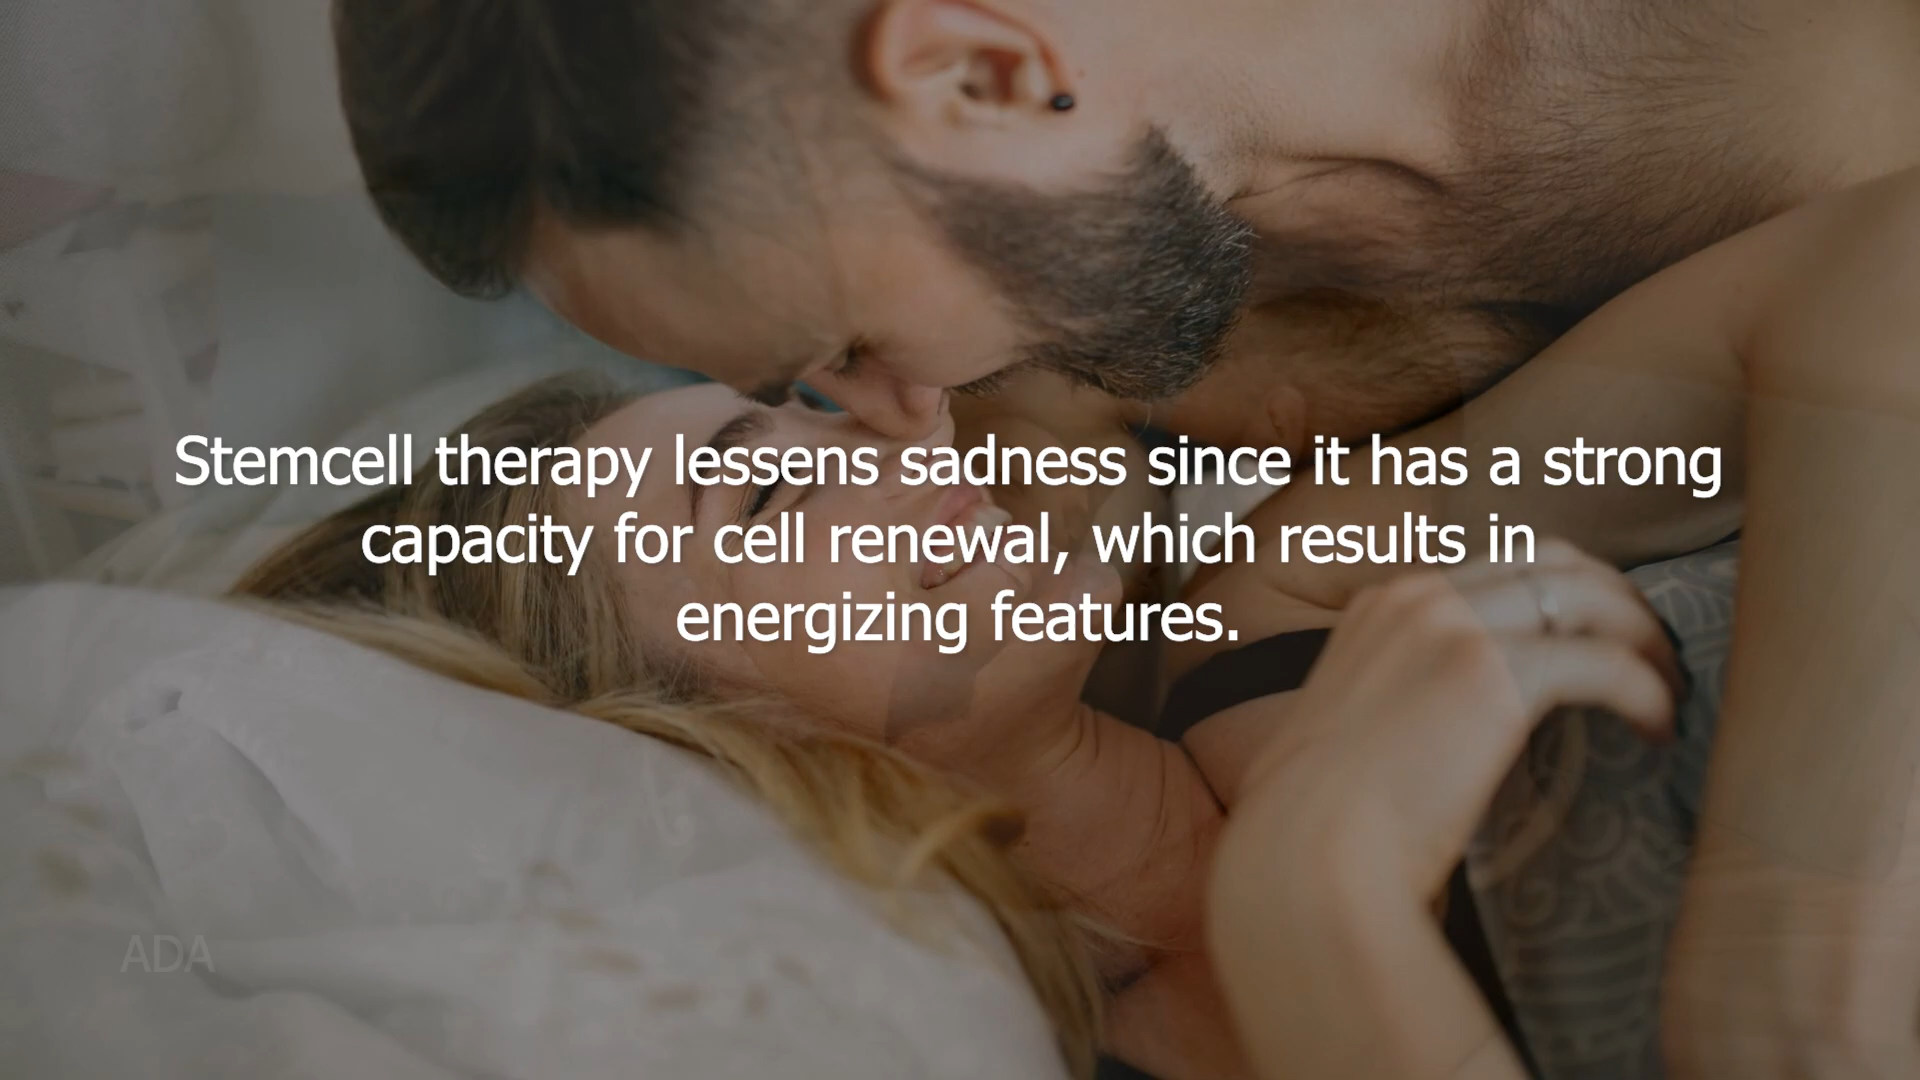 Stemcell therapy lessens sadness since it has a strong
capacity for cell renewal, which results in
energizing features.
ADA